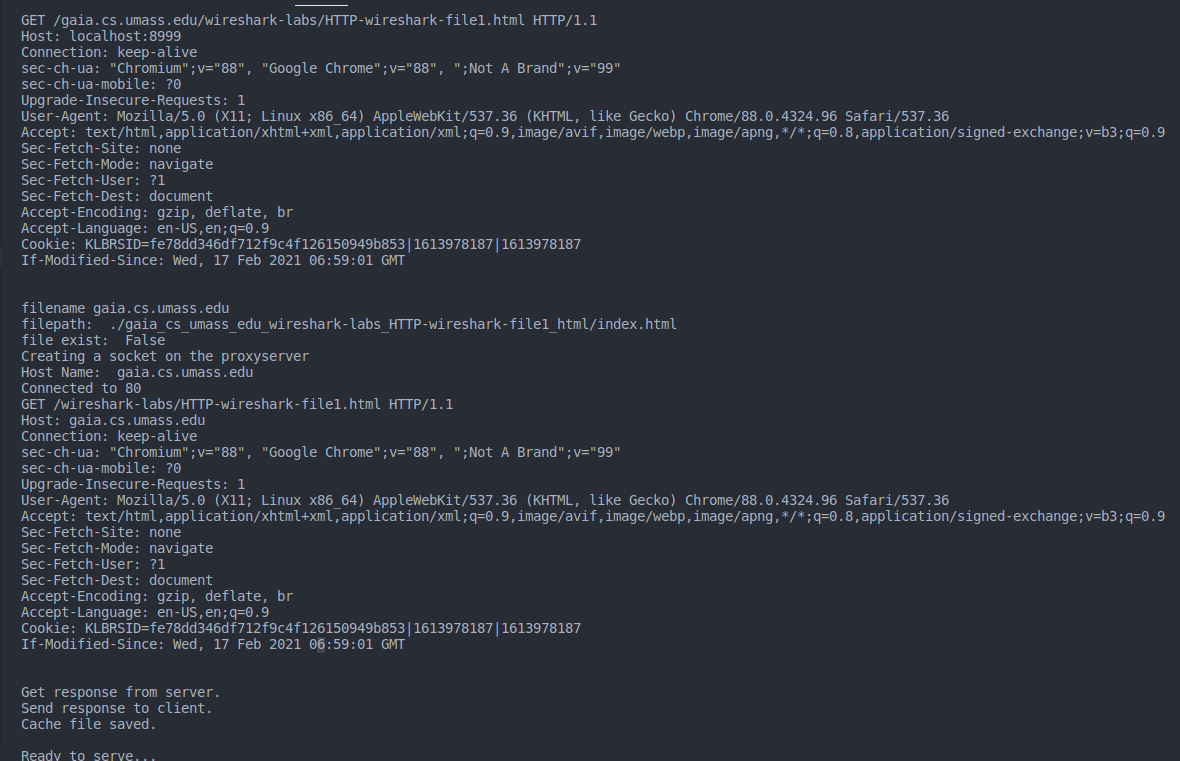 GET /gaia.cs.umass.edu/wireshark-labs/HTTP-wireshark-file1.html HTTP/1.1
Host: localhost:8999
Connection: keep-alive
sec-ch-ua: "Chromium";v="88", "Google Chrome";v="88", ";Not A Brand";v="99"
sec-ch-ua-mobile: ?0
Upgrade-Insecure-Requests: 1
User-Agent: Mozilla/5.0 (X11; Linux x86_64) AppleWebKit/537.36 (KHTML, like Gecko) Chrome/88.0.4324.96 Safari/537.36
Accept: text/html,application/xhtml+xml,application/xml;q=0.9,image/avif,image/webp,image/apng,*/*;q=0.8,application/signed-exchange;v=b3;q=0.9
Sec-Fetch-Site: none
Sec-Fetch-Mode: navigate
Sec-Fetch-User: ?1
Sec-Fetch-Dest: document
Accept-Encoding: gzip, deflate, br
Accept-Language: en-US,en;q=0.9
Cookie: KLBRSID=fe78dd346df712f9c4f126150949b853|1613978187|1613978187
If-Modified-Since: Wed, 17 Feb 2021 06:59:01 GMT
filename gaia.cs.umass.edu
filepath:  ./gaia_cs_umass_edu_wireshark-labs_HTTP-wireshark-file1_html/index.html
file exist:  False
Creating a socket on the proxyserver
Host Name:  gaia.cs.umass.edu
Connected to 80
GET /wireshark-labs/HTTP-wireshark-file1.html HTTP/1.1
Host: gaia.cs.umass.edu
Connection: keep-alive
sec-ch-ua: "Chromium";v="88", "Google Chrome";v="88", ";Not A Brand";v="99"
sec-ch-ua-mobile: ?0
Upgrade-Insecure-Requests: 1
User-Agent: Mozilla/5.0 (X11; Linux x86_64) AppleWebKit/537.36 (KHTML, like Gecko) Chrome/88.0.4324.96 Safari/537.36
Accept: text/html,application/xhtml+xml,application/xml;q=0.9,image/avif,image/webp,image/apng,*/*;q=0.8,application/signed-exchange;v=b3;q=0.9
Sec-Fetch-Site: none
Sec-Fetch-Mode: navigate
Sec-Fetch-User: ?1
Sec-Fetch-Dest: document
Accept-Encoding: gzip, deflate, br
Accept-Language: en-US,en;q=0.9
Cookie: KLBRSID=fe78dd346df712f9c4f126150949b853|1613978187|1613978187
If-Modified-Since: Wed, 17 Feb 2021 06:59:01 GMT
Get response from server.
Send response to client.
Cache file saved.
Ready to serve...